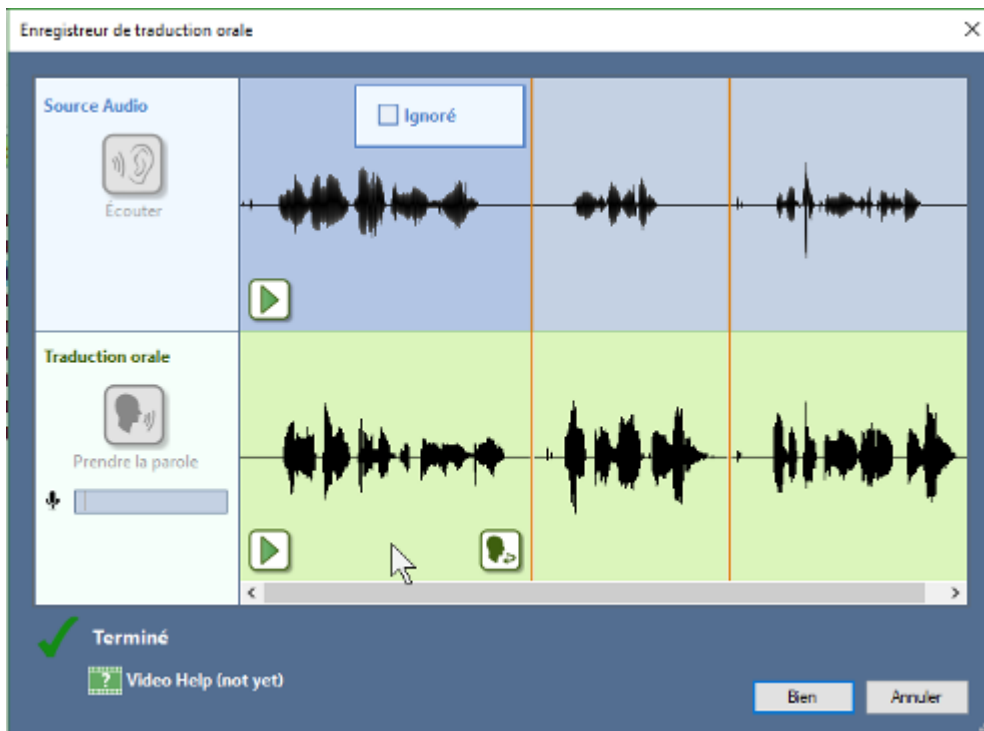 Enregistreur de traduction orale
Source Audio
Ignoré
Écouter
Traduction orale
Prendre la parole
Terminé
Video Help (not yet)
Bien
Annuler